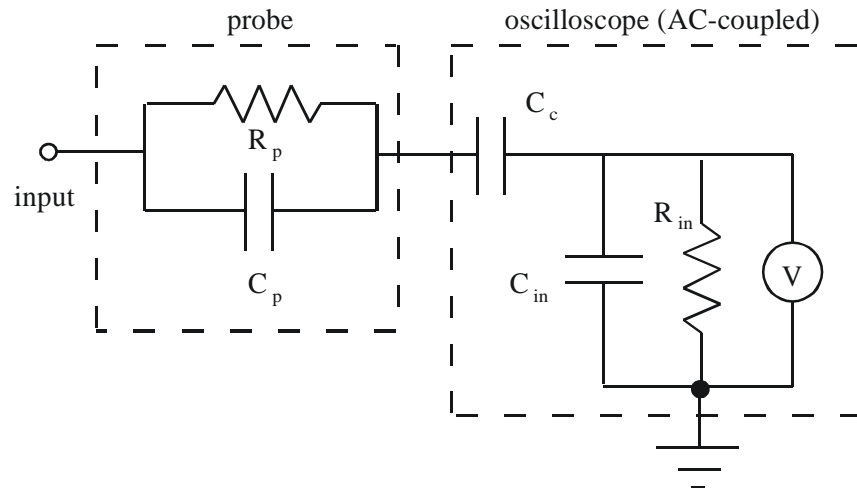 probe
oscilloscope (AC-coupled)
C c
R p
input
R in
C in
V
C p